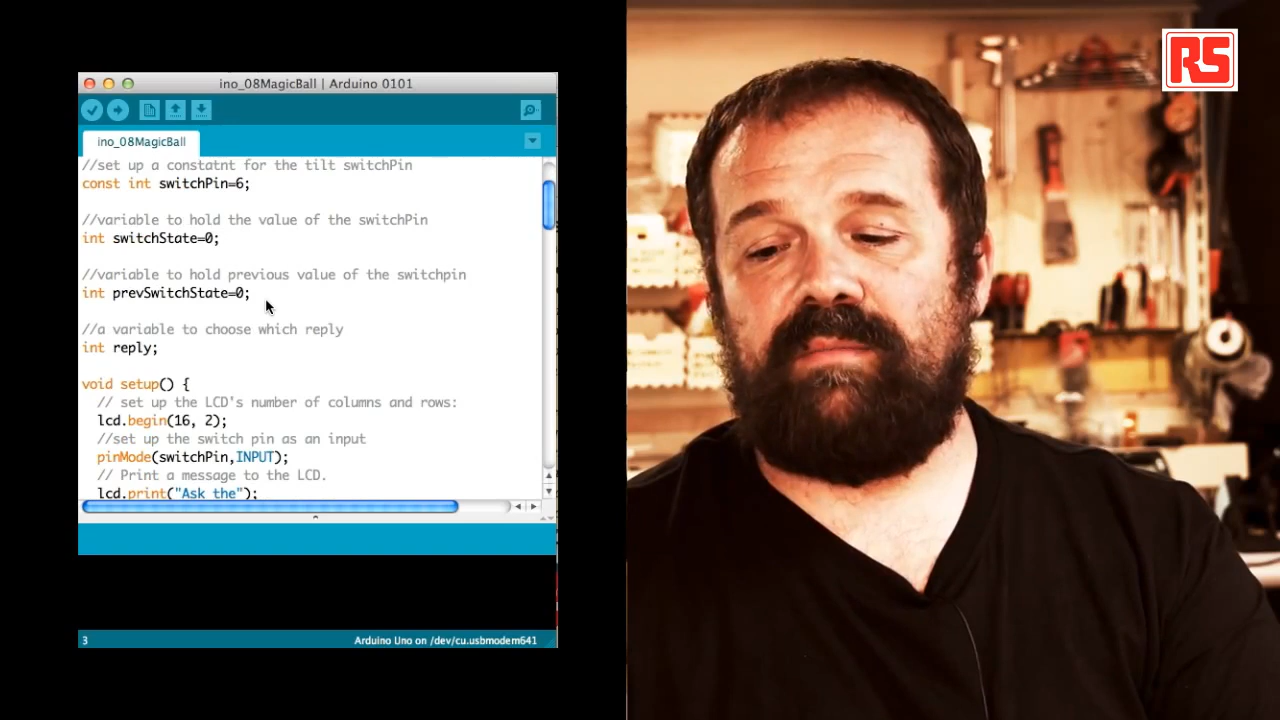 ino_08MagicBall | Arduino 0101
ino_08MagicBall
//set up a constatnt for the tilt switchPin
const int switchPin=6;
//variable to hold the value of the switchPin
int switchState=0;
//variable to hold previous value of the switchpin
int prevSwitchState=0;
//a variable to choose which reply
int reply;
void setup() {
// set up the LCD's number of columns and rows:
lcd.begin(16, 2);
//set up the switch pin as an input
pinMode(switchPin,INPUT);
// Print a message to the LCD.
lcd.print("Ask the");
3
Arduino Uno on /dev/cu.usbmodem641
RS